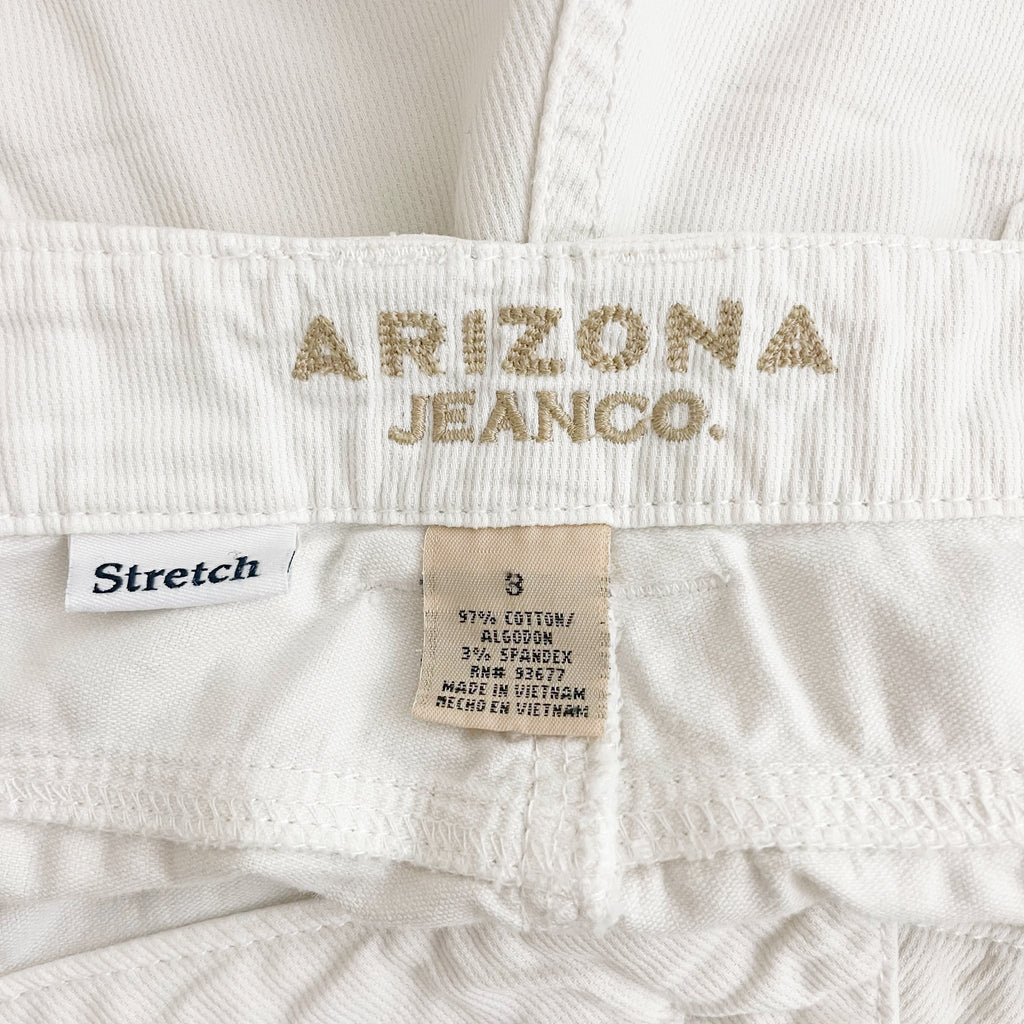 ARIZONA
JEANCO.
Stretch
3
97% COTTON/
ALGODON
3% SPANDEX
RN# 93677
MADE IN VIETNAM
HECHO EN VIETNAM